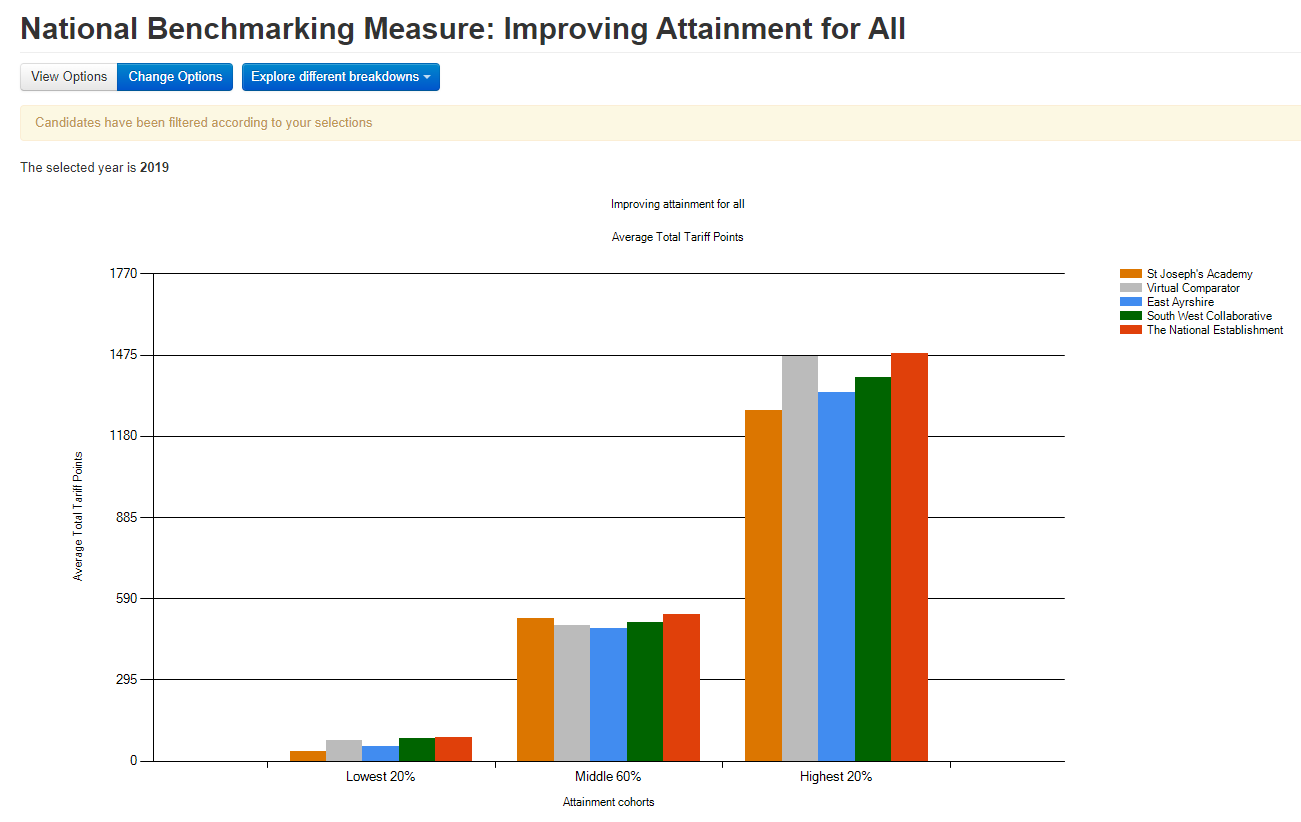 National Benchmarking Measure: Improving Attainment for All
View Options Change Options Explore different breakdowns
Candidates have been filtered according to your selections
The selected year is 2019
Improving attainment for all
Average Total Tariff Points
1770
1475
1180
885
590
295
0
Average Total Tariff Points
St Joseph's Academy
Virtual Comparator
East Ayrshire
South West Collaborative
The National Establishment
Lowest 20% Middle 60% Highest 20%
Attainment cohorts